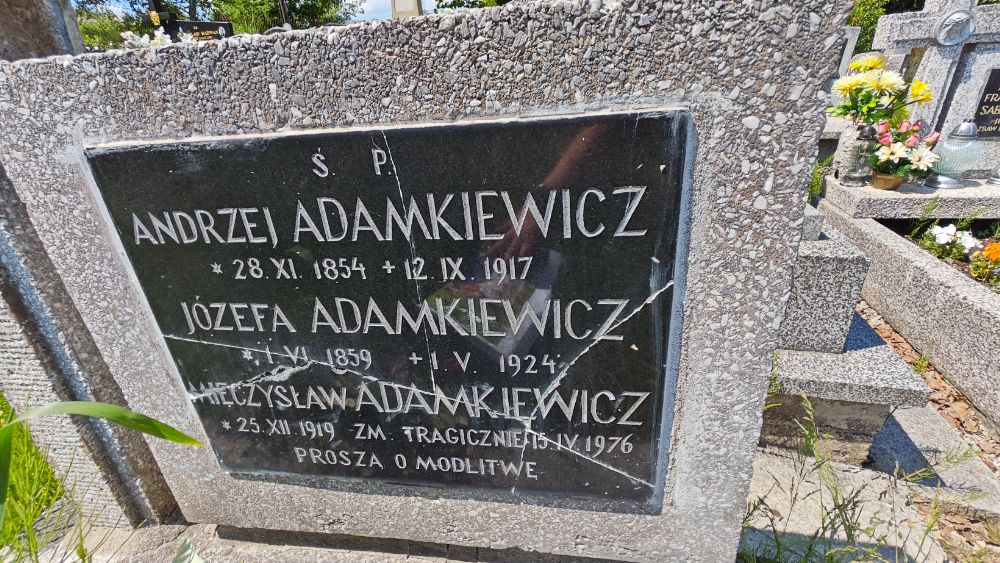 Ś P.
ANDRZEJ ADAMKIEWICZ
* 28. XI. 1854 + 12. IX. 1917
JÓZEFA ADAMKIEWICZ
* 1. VI. 1859 + 1. V. 1924
MIECZYSŁAW ADAMKIEWICZ
* 25. XII. 1919 ZM. TRAGICZNIE 15. IV. 1976
PROSZĄ O MODLITWĘ